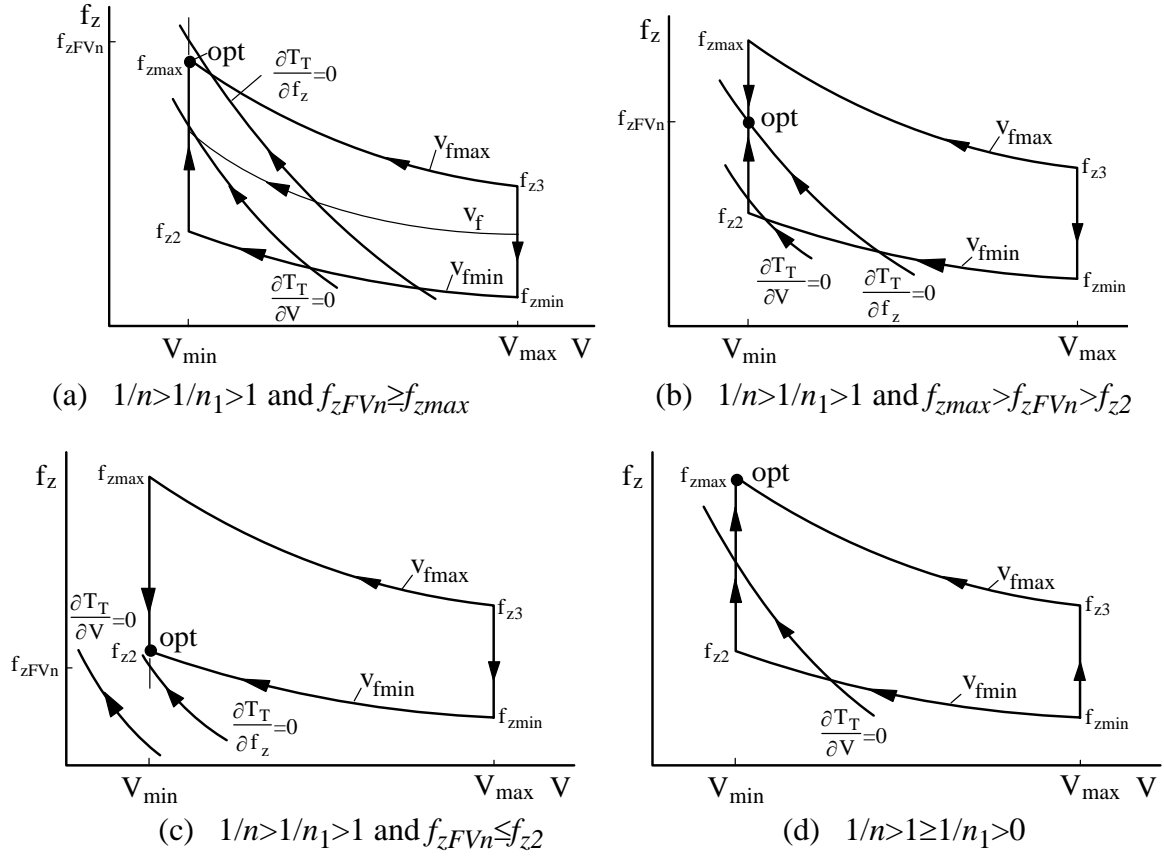 f_z
f_zFVn
f_zmax
opt
∂T_T/∂f_z=0
v_fmax
f_z3
v_f
f_z2
v_fmin
∂T_T/∂V=0
f_zmin
V_min
V_max V
(a) 1/n>1/n_1>1 and f_zFVn≥f_zmax
f_z
f_zmax
f_zFVn
opt
v_fmax
f_z3
f_z2
v_fmin
∂T_T/∂V=0
∂T_T/∂f_z=0
f_zmin
V_min
V_max V
(b) 1/n>1/n_1>1 and f_zmax>f_zFVn>f_z2
f_z
f_zmax
v_fmax
f_z3
∂T_T/∂V=0
opt
f_z2
f_zFVn
v_fmin
∂T_T/∂f_z=0
f_zmin
V_min
V_max V
(c) 1/n>1/n_1>1 and f_zFVn≤f_z2
f_z
f_zmax
opt
v_fmax
f_z3
f_z2
v_fmin
∂T_T/∂V=0
f_zmin
V_min
V_max V
(d) 1/n>1≥1/n_1>0